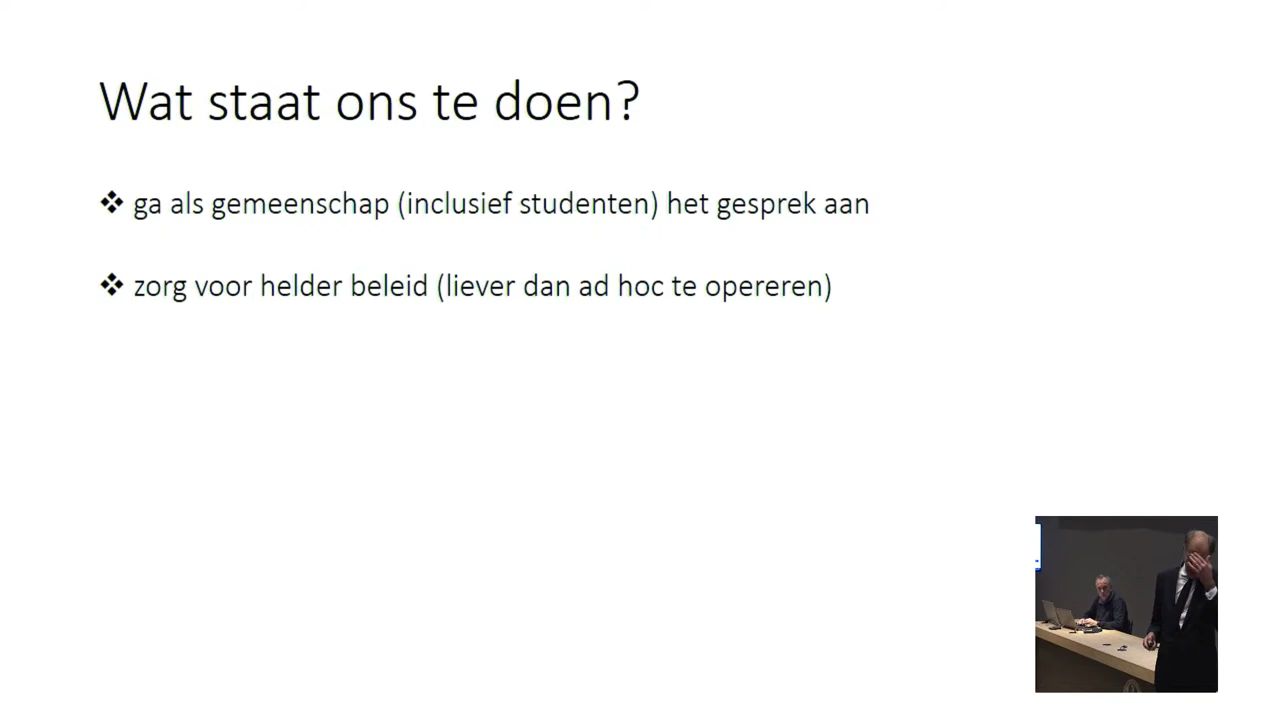 Wat staat ons te doen?
❖ ga als gemeenschap (inclusief studenten) het gesprek aan
❖ zorg voor helder beleid (liever dan ad hoc te opereren)